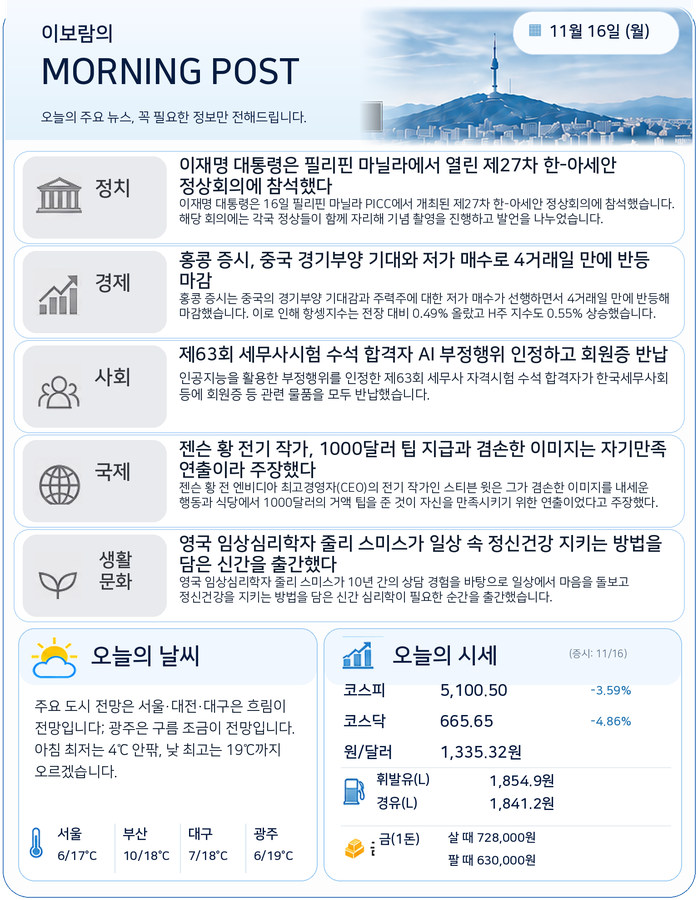 이보람의
11월 16일 (월)
MORNING POST
오늘의 주요 뉴스, 꼭 필요한 정보만 전해드립니다.
정치
이재명 대통령은 필리핀 마닐라에서 열린 제27차 한-아세안
정상회의에 참석했다
이재명 대통령은 16일 필리핀 마닐라 PICC에서 개최된 제27차 한-아세안 정상회의에 참석했습니다.
해당 회의에는 각국 정상들이 함께 자리해 기념 촬영을 진행하고 발언을 나누었습니다.
경제
홍콩 증시, 중국 경기부양 기대와 저가 매수로 4거래일 만에 반등
마감
홍콩 증시는 중국의 경기부양 기대감과 주력주에 대한 저가 매수가 선행하면서 4거래일 만에 반등해
마감했습니다. 이로 인해 항셍지수는 전장 대비 0.49% 올랐고 H주 지수도 0.55% 상승했습니다.
사회
제63회 세무사시험 수석 합격자 AI 부정행위 인정하고 회원증 반납
인공지능을 활용한 부정행위를 인정한 제63회 세무사 자격시험 수석 합격자가 한국세무사회
등에 회원증 등 관련 물품을 모두 반납했습니다.
국제
젠슨 황 전기 작가, 1000달러 팁 지급과 겸손한 이미지는 자기만족
연출이라 주장했다
젠슨 황 전 엔비디아 최고경영자(CEO)의 전기 작가인 스티븐 윗은 그가 겸손한 이미지를 내세운
행동과 식당에서 1000달러의 거액 팁을 준 것이 자신을 만족시키기 위한 연출이었다고 주장했다.
생활
문화
영국 임상심리학자 줄리 스미스가 일상 속 정신건강 지키는 방법을
담은 신간을 출간했다
영국 임상심리학자 줄리 스미스가 10년 간의 상담 경험을 바탕으로 일상에서 마음을 돌보고
정신건강을 지키는 방법을 담은 신간 심리학이 필요한 순간을 출간했습니다.
오늘의 날씨
주요 도시 전망은 서울·대전·대구은 흐림이
전망입니다; 광주은 구름 조금이 전망입니다.
아침 최저는 4℃ 안팎, 낮 최고는 19℃까지
오르겠습니다.
서울 부산 대구 광주
6/17°C 10/18°C 7/18°C 6/19°C
오늘의 시세 (증시: 11/16)
코스피 5,100.50 -3.59%
코스닥 665.65 -4.86%
원/달러 1,335.32원
휘발유(L) 1,854.9원
경유(L) 1,841.2원
금(1돈) 살 때 728,000원
팔 때 630,000원